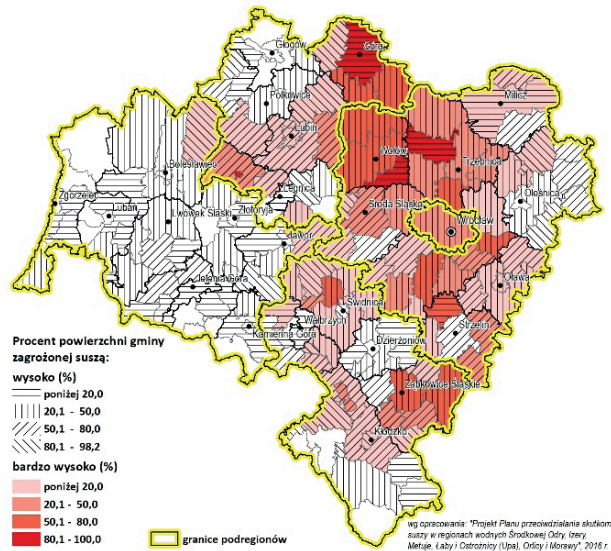 Głogów
Góra
Polkowice
Milicz
Lubin
Wołów
Trzebnica
Bolesławiec
Oleśnica
Legnica
Zgorzelec
Środa Śląska
Lubań
Lwówek Śląski
Złotoryja
Wrocław
Jawor
Oława
Jelenia Góra
Świdnica
Wałbrzych
Strzelin
Kamienna Góra
Dzierżoniów
Ząbkowice Śląskie
Kłodzko
Procent powierzchni gminy
zagrożonej suszą:
wysoko (%)
poniżej 20,0
20,1 - 50,0
50,1 - 80,0
80,1 - 98,2
bardzo wysoko (%)
poniżej 20,0
20,1 - 50,0
50,1 - 80,0
80,1 - 100,0
granice podregionów
wg opracowania: "Projekt Planu przeciwdziałania skutkom
suszy w regionach wodnych Środkowej Odry, Izery,
Metuje, Łaby i Ostrożnicy (Upa), Orlicy i Morawy", 2016 r.